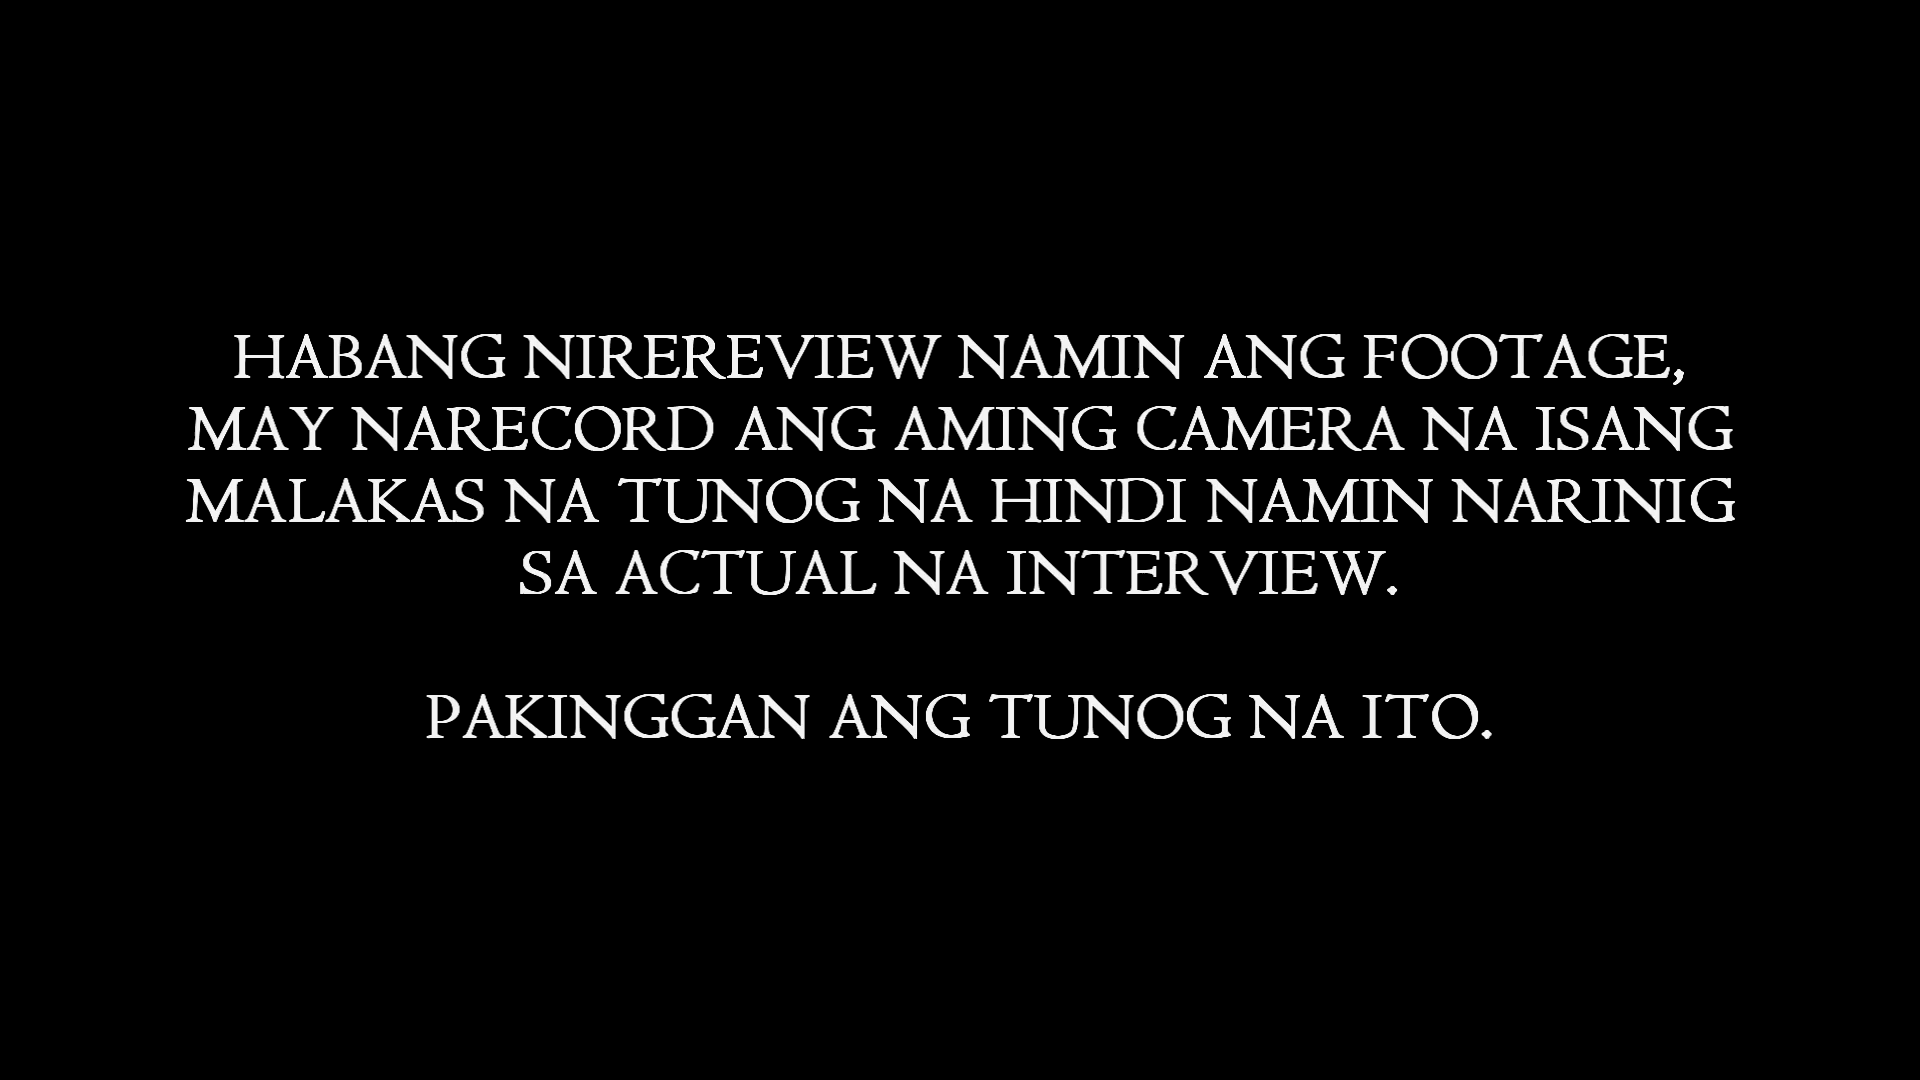 HABANG NIREREVIEW NAMIN ANG FOOTAGE,
MAY NARECORD ANG AMING CAMERA NA ISANG
MALAKAS NA TUNOG NA HINDI NAMIN NARINIG
SA ACTUAL NA INTERVIEW.
PAKINGGAN ANG TUNOG NA ITO.